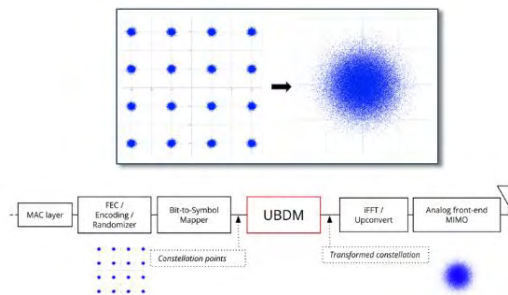 MAC layer
FEC /
Encoding /
Randomizer
Bit-to-Symbol
Mapper
UBDM
iFFT /
Upconvert
Analog front-end
MIMO
Constellation points
Transformed constellation